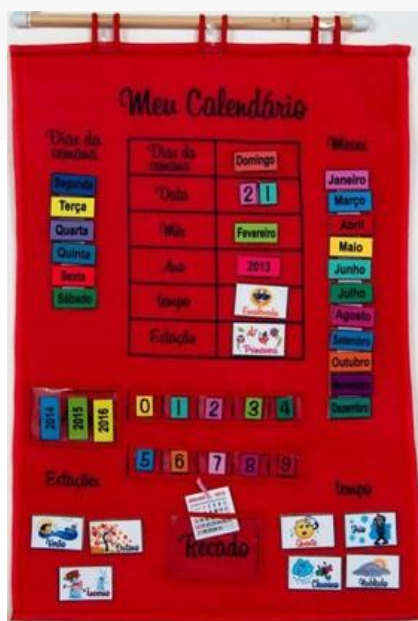 Meu Calendário
Dias da
semana
Segunda
Terça
Quarta
Quinta
Sexta
Sábado
Dias da
semana
Domingo
Data
2 1
Mês
Fevereiro
Ano
2013
tempo
Ensolarado
Estação
Primavera
Meses
Janeiro
Março
Abril
Maio
Junho
Julho
Agosto
Setembro
Outubro
Novembro
Dezembro
2014
2015
2016
0 1 2 3 4
5 6 7 8 9
Estações
Verão
Outono
Inverno
Recado
tempo
Quente
Frio
Chuvoso
Nublado